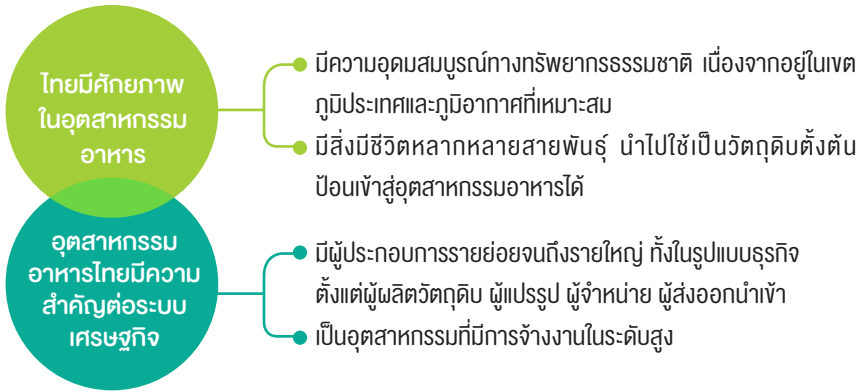 ไทยมีศักยภาพ
ในอุตสาหกรรม
อาหาร
มีความอุดมสมบูรณ์ทางทรัพยากรธรรมชาติ เนื่องจากอยู่ในเขต
ภูมิประเทศและภูมิอากาศที่เหมาะสม
มีสิ่งมีชีวิตหลากหลายสายพันธุ์ นำไปใช้เป็นวัตถุดิบตั้งต้น
ป้อนเข้าสู่อุตสาหกรรมอาหารได้
อุตสาหกรรม
อาหารไทยมีความ
สำคัญต่อระบบ
เศรษฐกิจ
มีผู้ประกอบการรายย่อยจนถึงรายใหญ่ ทั้งในรูปแบบธุรกิจ
ตั้งแต่ผู้ผลิตวัตถุดิบ ผู้แปรรูป ผู้จำหน่าย ผู้ส่งออกนำเข้า
เป็นอุตสาหกรรมที่มีการจ้างงานในระดับสูง